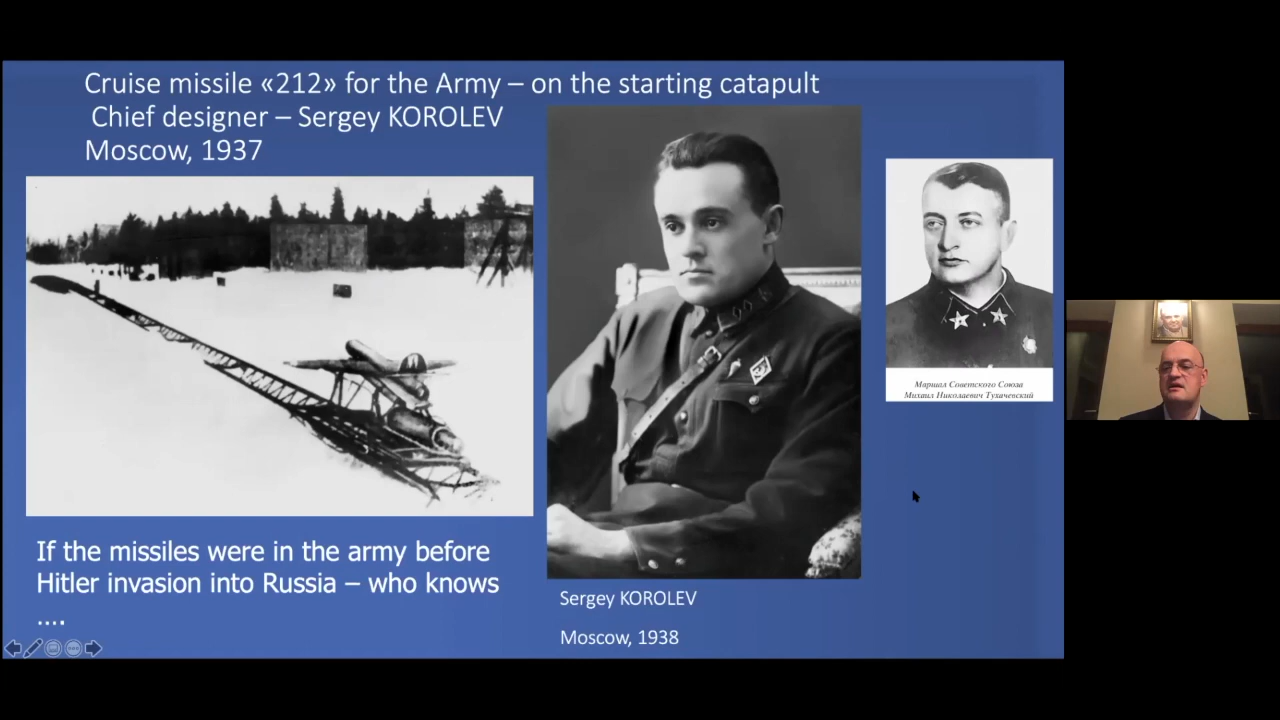 Cruise missile «212» for the Army – on the starting catapult
Chief designer – Sergey KOROLEV
Moscow, 1937
If the missiles were in the army before
Hitler invasion into Russia – who knows
....
Sergey KOROLEV
Moscow, 1938
Маршал Советского Союза
Михаил Николаевич Тухачевский